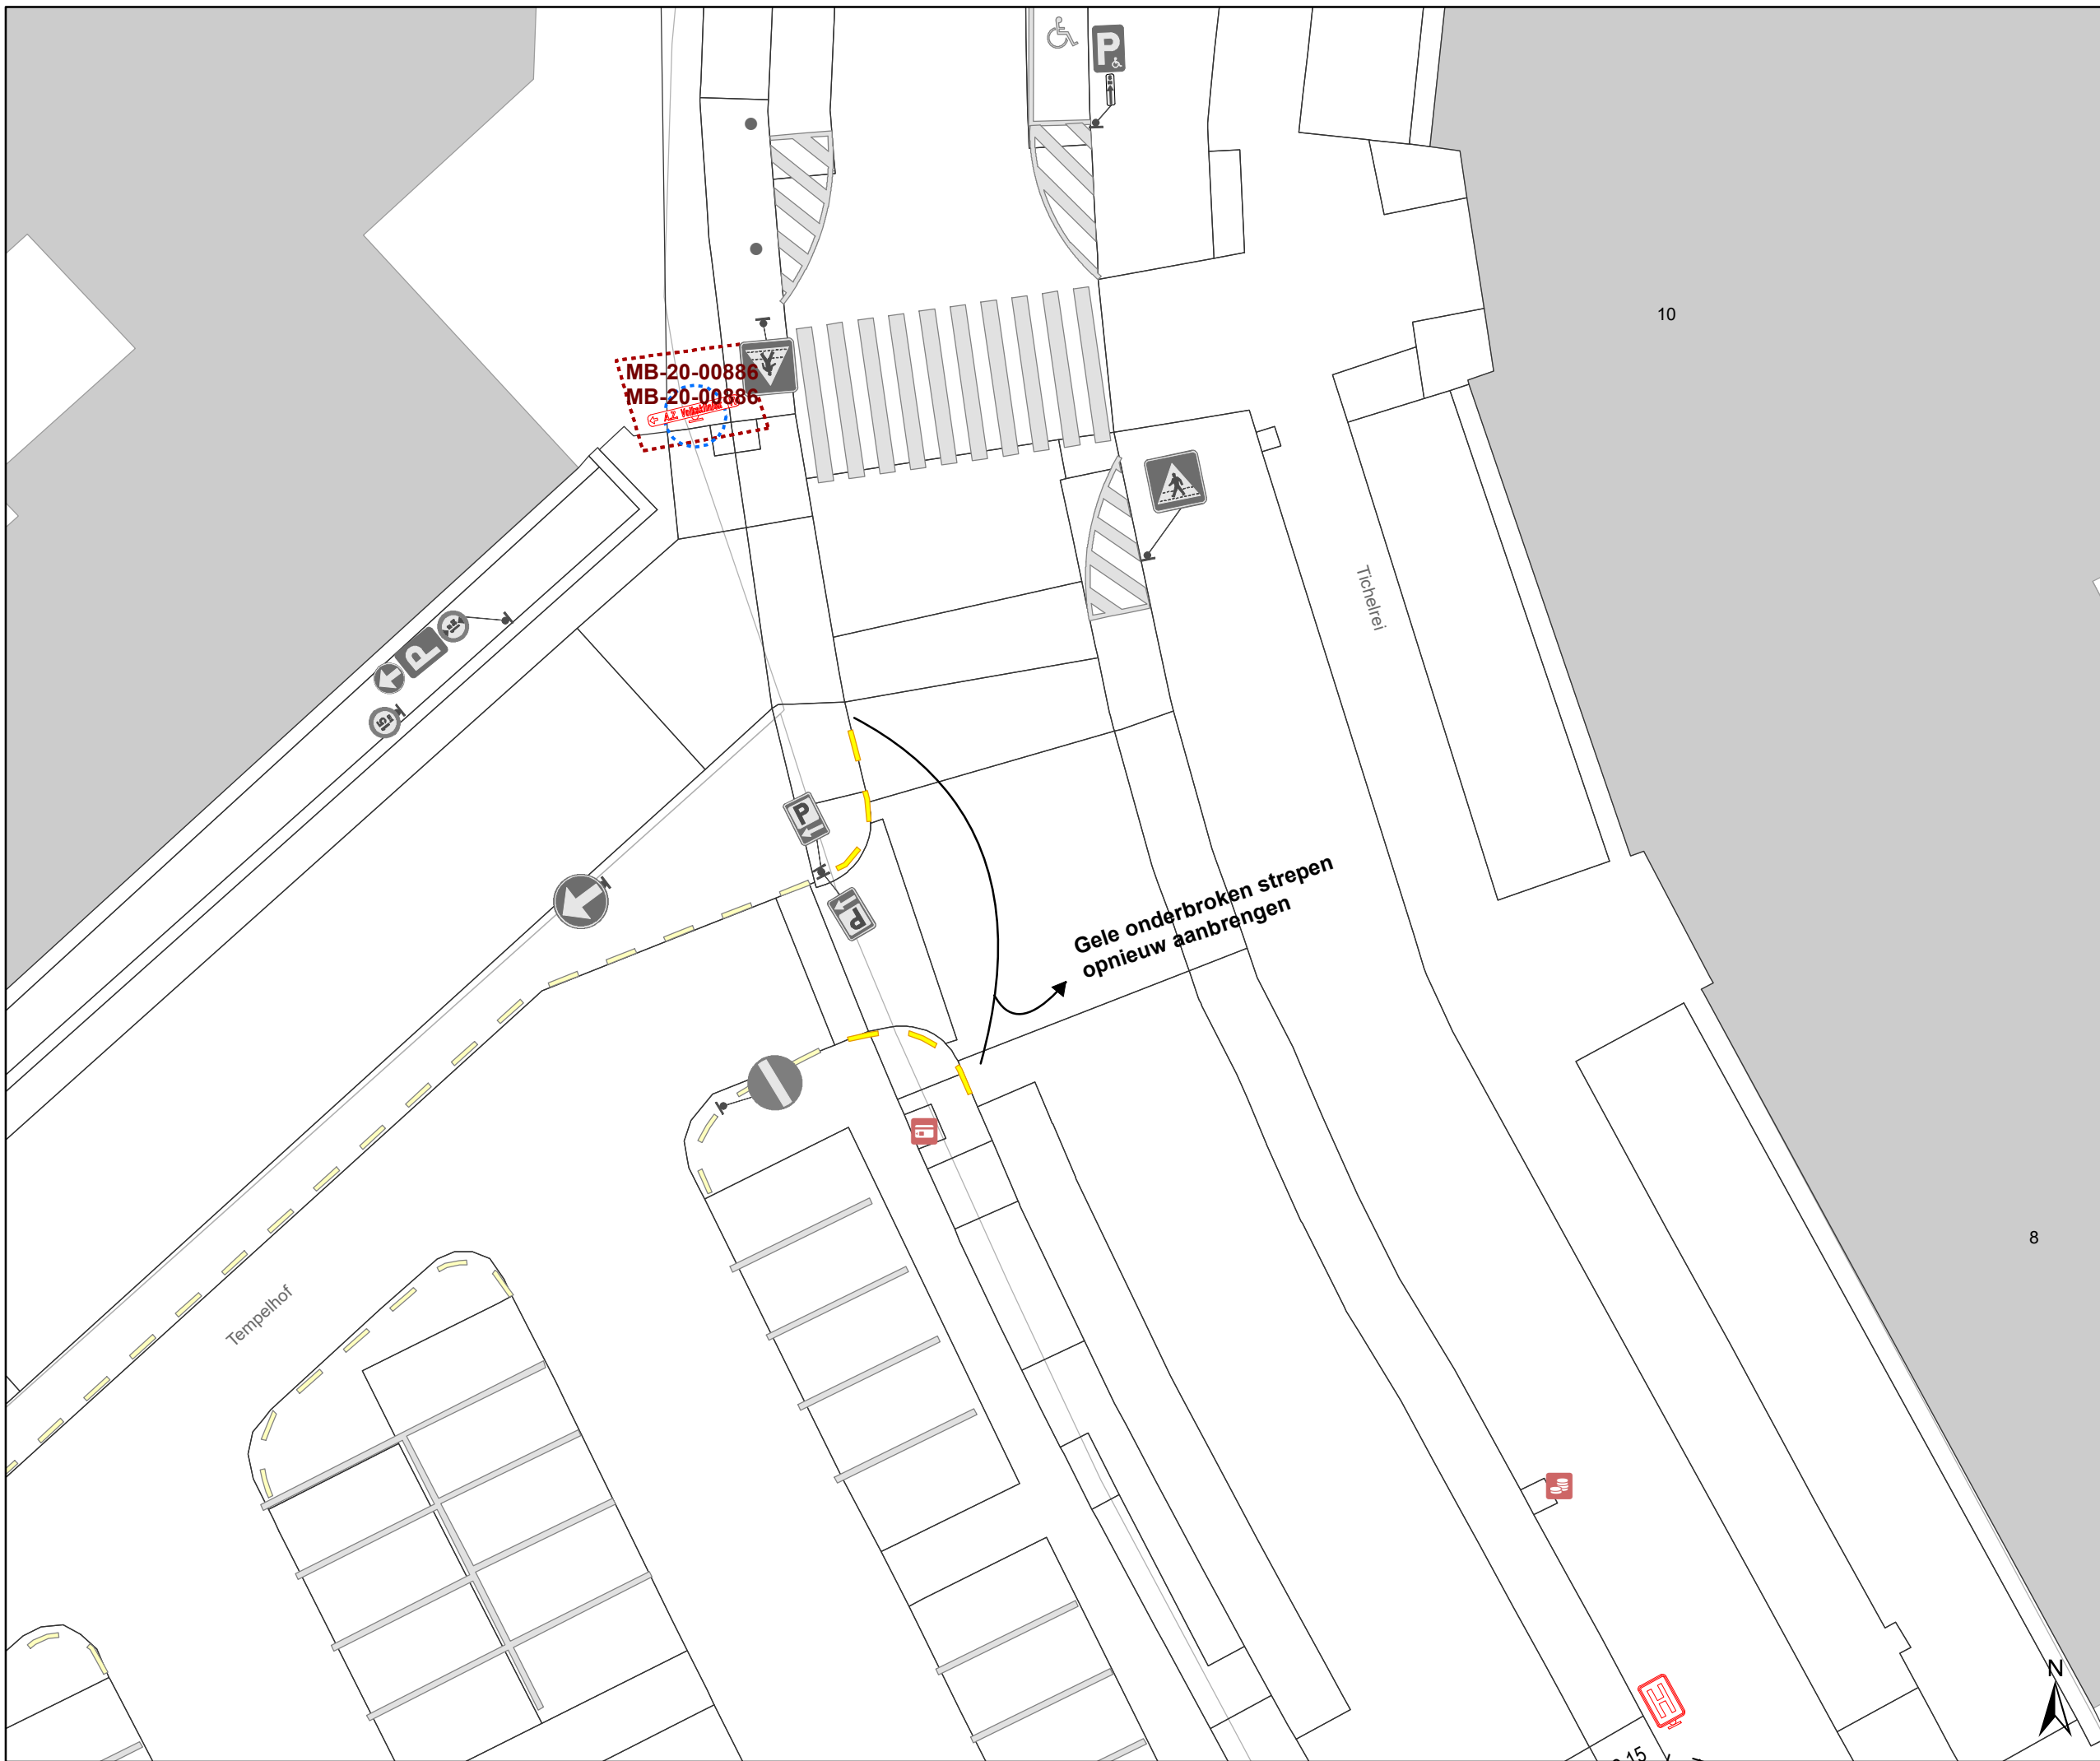 P
10
MB-20-00886
MB-20-00886
Tichelrei
P
P
Gele onderbroken strepen
opnieuw aanbrengen
P
Tempelhof
8
N